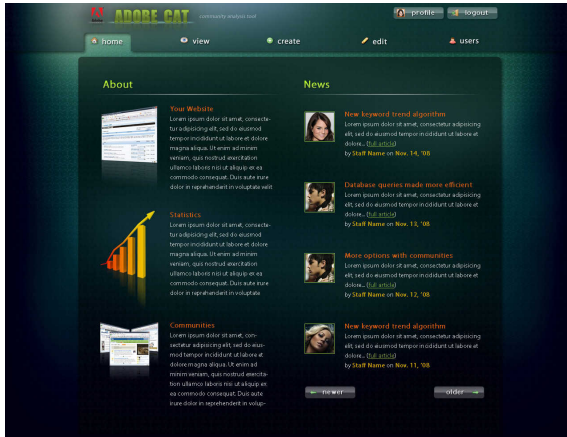 ADOBE CAT
community analysis tool
profile
logout
home
view
create
edit
users
About
Your Website
Lorem ipsum dolor sit amet, consecte-
tur adipisicing elit, sed do eiusmod
tempor incididunt ut labore et dolore
magna aliqua. Ut enim ad minim
veniam, quis nostrud exercitation
ullamco laboris nisi ut aliquip ex ea
commodo consequat. Duis aute irure
dolor in reprehenderit in voluptate velit
Statistics
Lorem ipsum dolor sit amet, consecte-
tur adipisicing elit, sed do eiusmod
tempor incididunt ut labore et dolore
magna aliqua. Ut enim ad minim
veniam, quis nostrud exercitation
ullamco laboris nisi ut aliquip ex ea
commodo consequat. Duis aute irure
dolor in reprehenderit in voluptate
Communities
Lorem ipsum dolor sit amet, con-
sectetur adipisicing elit, sed do eius-
mod tempor incididunt ut labore et
dolore magna aliqua. Ut enim ad
minim veniam, quis nostrud exercita-
tion ullamco laboris nisi ut aliquip ex
ea commodo consequat. Duis aute
irure dolor in reprehenderit in volup-
News
New keyword trend algorithm
Lorem ipsum dolor sit amet, consectetur adipisicing
elit, sed do eiusmod tempor incididunt ut labore et
dolore... (full article)
by Staff Name on Nov. 14, '08
Database queries made more efficient
Lorem ipsum dolor sit amet, consectetur adipisicing
elit, sed do eiusmod tempor incididunt ut labore et
dolore... (full article)
by Staff Name on Nov. 13, '08
More options with communities
Lorem ipsum dolor sit amet, consectetur adipisicing
elit, sed do eiusmod tempor incididunt ut labore et
dolore... (full article)
by Staff Name on Nov. 12, '08
New keyword trend algorithm
Lorem ipsum dolor sit amet, consectetur adipisicing
elit, sed do eiusmod tempor incididunt ut labore et
dolore... (full article)
by Staff Name on Nov. 11, '08
← newer
older →